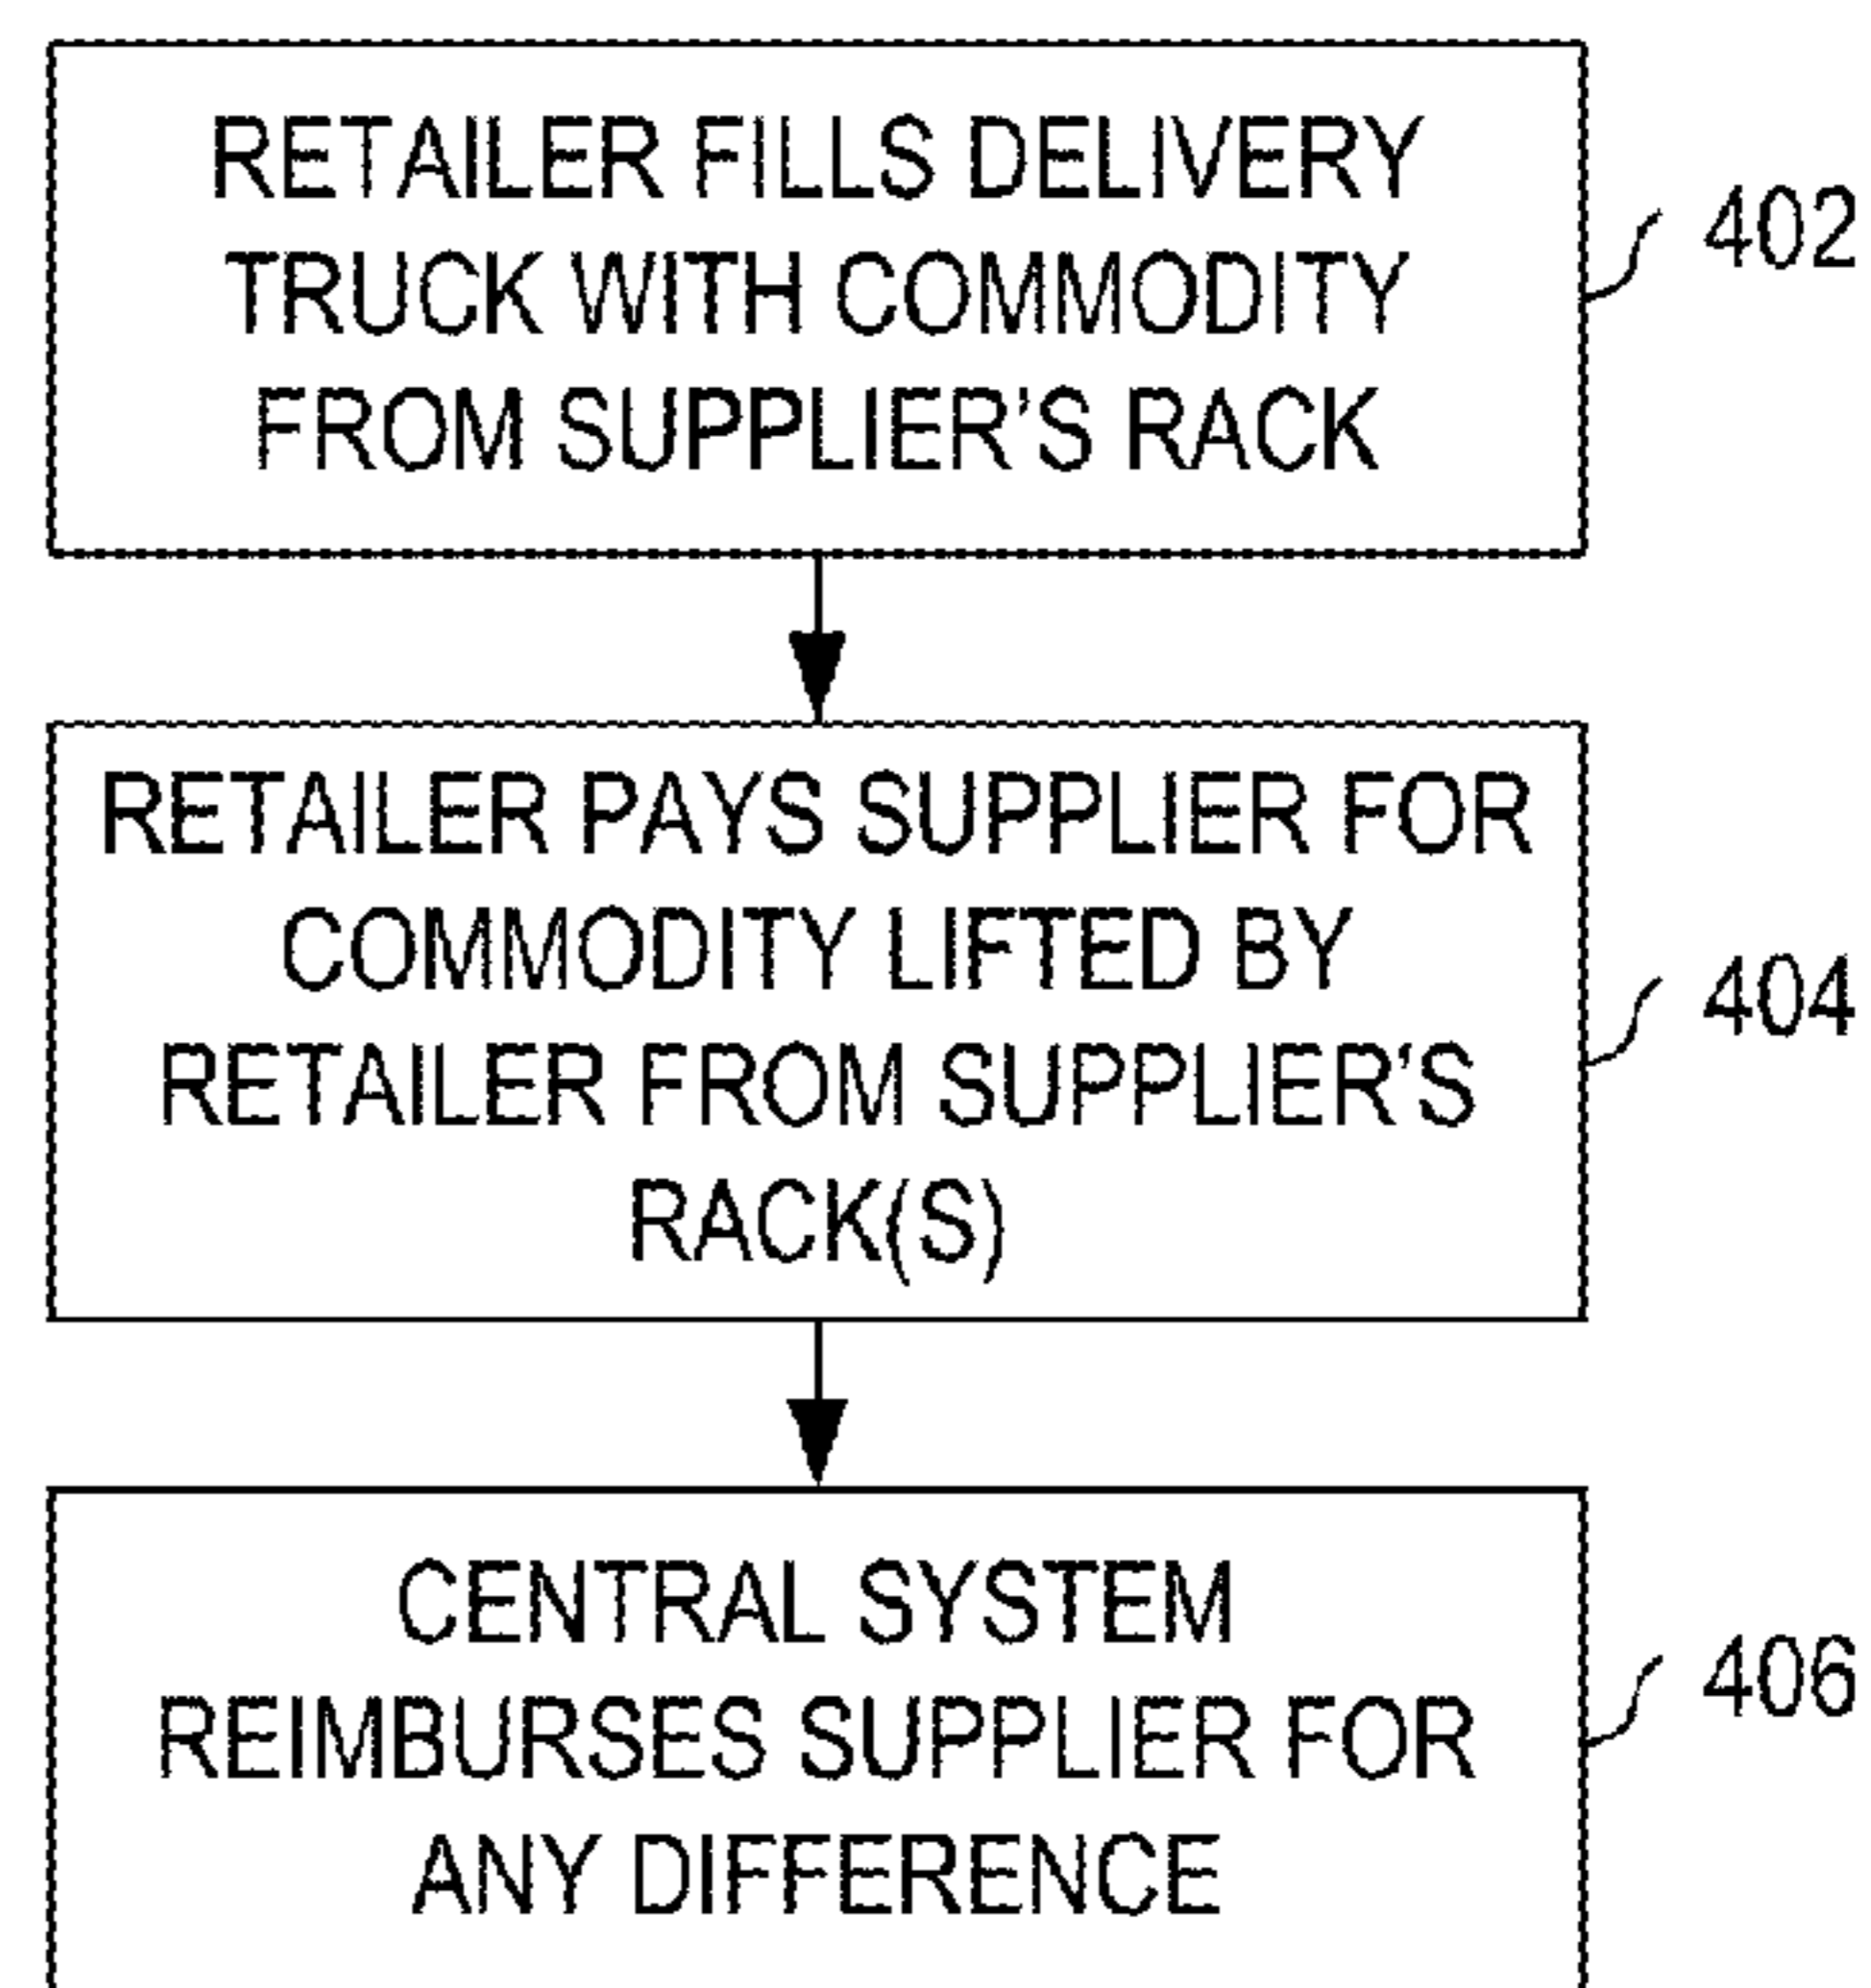 RETAILER FILLS DELIVERY
TRUCK WITH COMMODITY
FROM SUPPLIER'S RACK
402
RETAILER PAYS SUPPLIER FOR
COMMODITY LIFTED BY
RETAILER FROM SUPPLIER'S
RACK(S)
404
CENTRAL SYSTEM
REIMBURSES SUPPLIER FOR
ANY DIFFERENCE
406